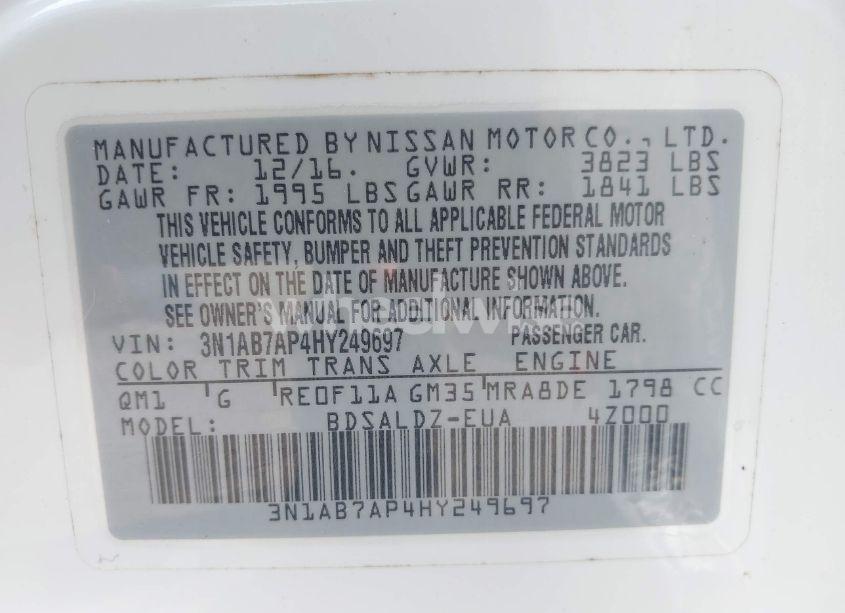 MANUFACTURED BY NISSAN MOTOR CO., LTD.
DATE: 12/16. GVWR: 3823 LBS
GAWR FR: 1995 LBS GAWR RR: 1841 LBS
THIS VEHICLE CONFORMS TO ALL APPLICABLE FEDERAL MOTOR
VEHICLE SAFETY, BUMPER AND THEFT PREVENTION STANDARDS
IN EFFECT ON THE DATE OF MANUFACTURE SHOWN ABOVE.
SEE OWNER'S MANUAL FOR ADDITIONAL INFORMATION.
VIN: 3N1AB7AP4HY249697 PASSENGER CAR.
COLOR TRIM TRANS AXLE ENGINE
QM1 G RE0F11A GM35 MRA8DE 1798 CC
MODEL: BDSALDZ-EUA 4Z000
3N1AB7AP4HY249697